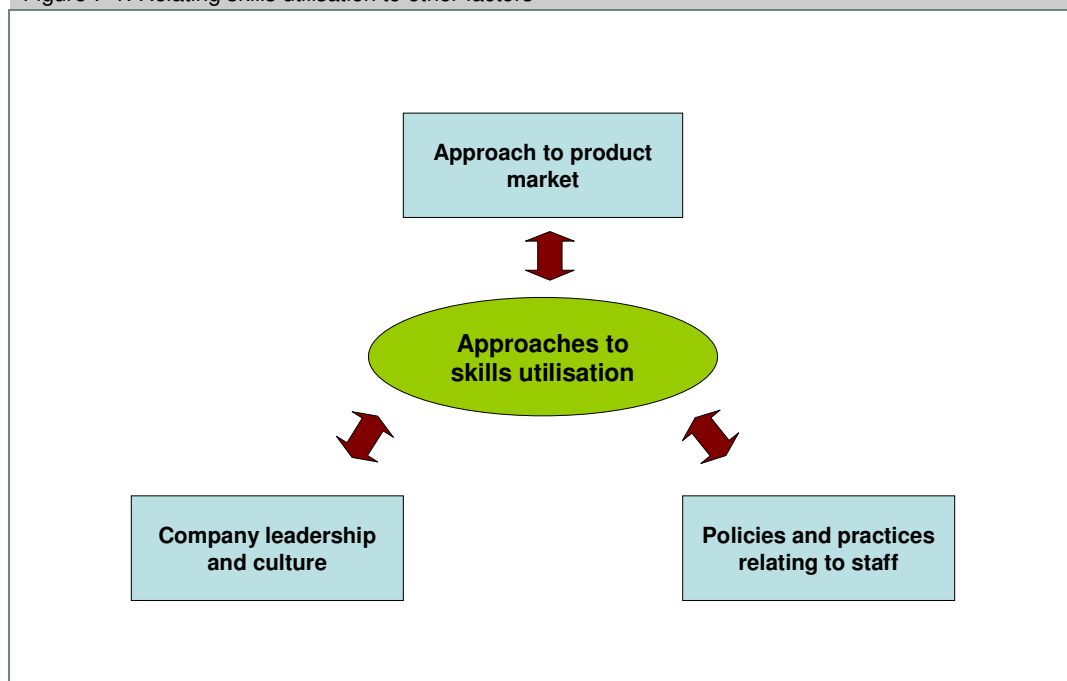 Relating skills utilisation to other factors
Approach to product
market
Approaches to
skills utilisation
Company leadership
and culture
Policies and practices
relating to staff